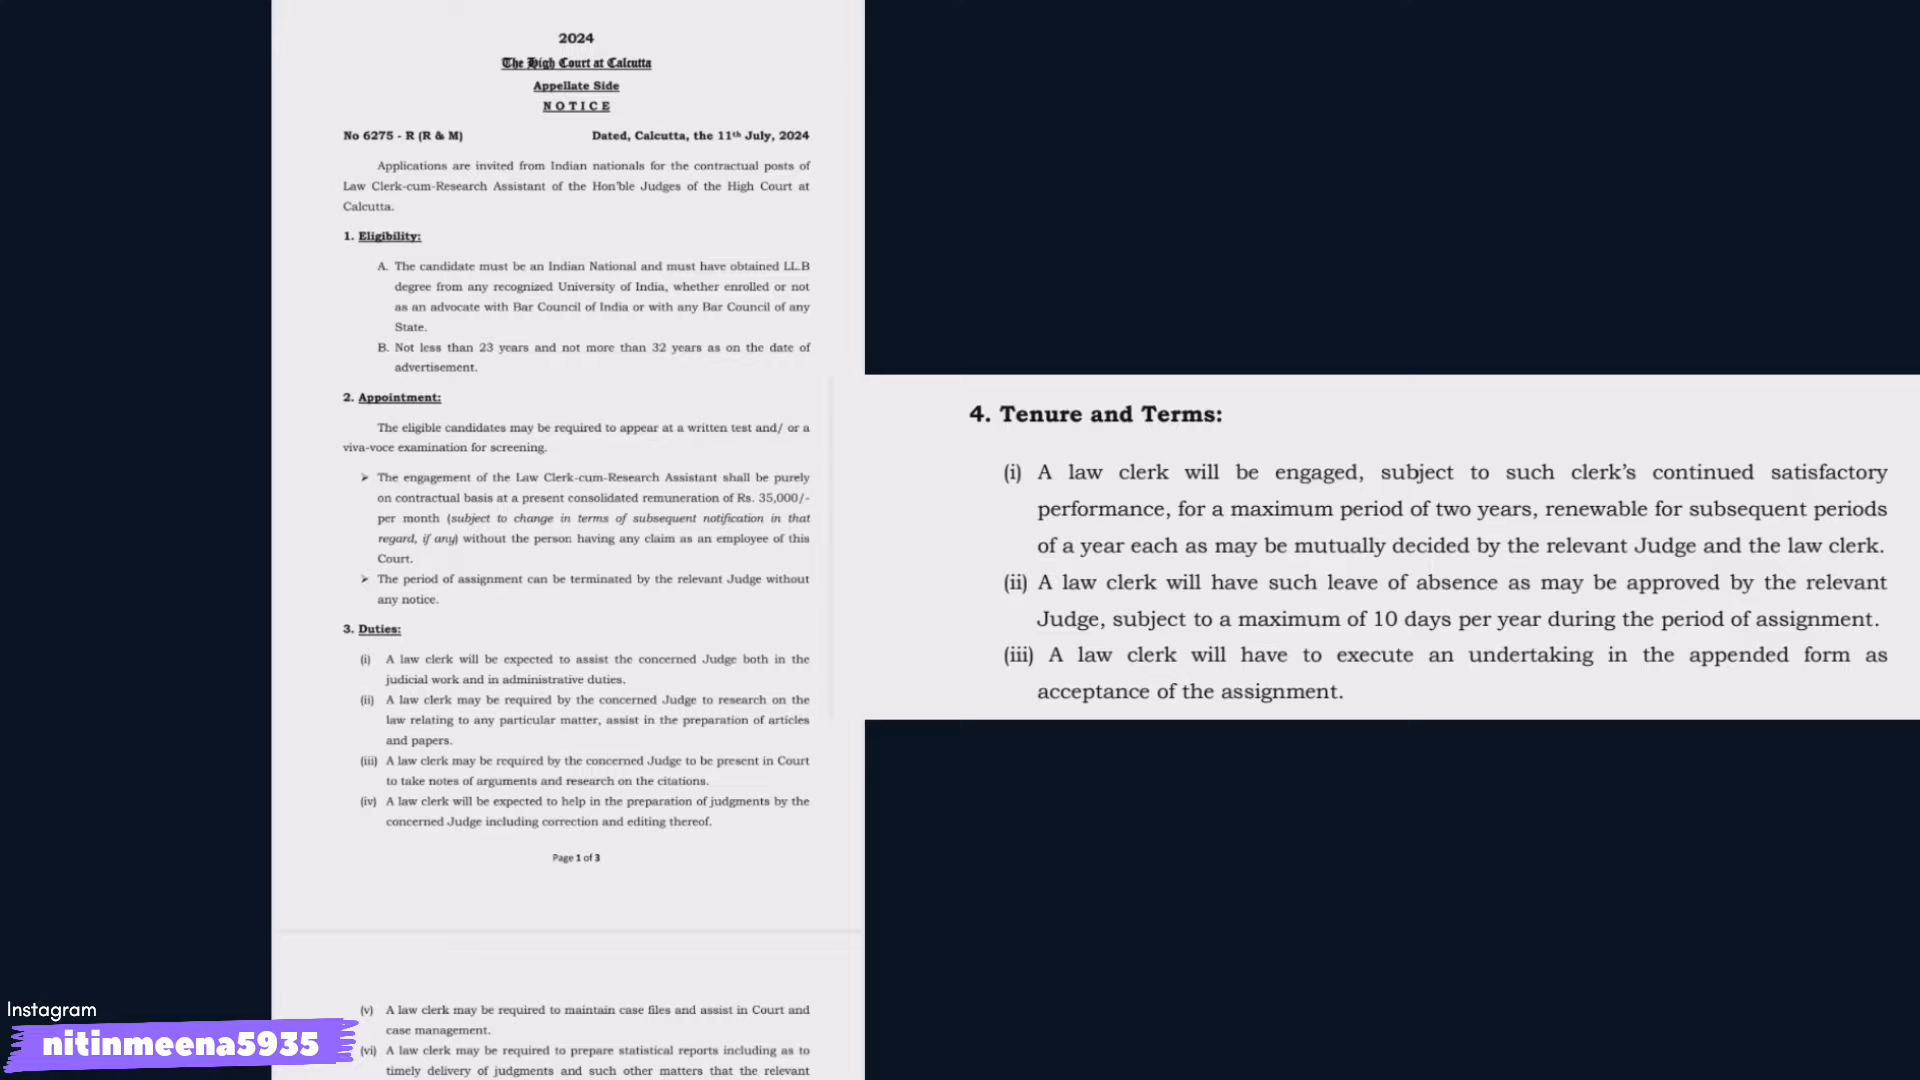 2024
The High Court at Calcutta
Appellate Side
NOTICE
No 6275 - R (R & M) Dated, Calcutta, the 11th July, 2024
Applications are invited from Indian nationals for the contractual posts of
Law Clerk-cum-Research Assistant of the Hon'ble Judges of the High Court at
Calcutta.
1. Eligibility:
A. The candidate must be an Indian National and must have obtained LL.B
degree from any recognized University of India, whether enrolled or not
as an advocate with Bar Council of India or with any Bar Council of any
State.
B. Not less than 23 years and not more than 32 years as on the date of
advertisement.
2. Appointment:
The eligible candidates may be required to appear at a written test and/ or a
viva-voce examination for screening.
➢ The engagement of the Law Clerk-cum-Research Assistant shall be purely
on contractual basis at a present consolidated remuneration of Rs. 35,000/-
per month (subject to change in terms of subsequent notification in that
regard, if any) without the person having any claim as an employee of this
Court.
➢ The period of assignment can be terminated by the relevant Judge without
any notice.
3. Duties:
(i) A law clerk will be expected to assist the concerned Judge both in the
judicial work and in administrative duties.
(ii) A law clerk may be required by the concerned Judge to research on the
law relating to any particular matter, assist in the preparation of articles
and papers.
(iii) A law clerk may be required by the concerned Judge to be present in Court
to take notes of arguments and research on the citations.
(iv) A law clerk will be expected to help in the preparation of judgments by the
concerned Judge including correction and editing thereof.
Page 1 of 3
(v) A law clerk may be required to maintain case files and assist in Court and
case management.
(vi) A law clerk may be required to prepare statistical reports including as to
timely delivery of judgments and such other matters that the relevant
4. Tenure and Terms:
(i) A law clerk will be engaged, subject to such clerk's continued satisfactory
performance, for a maximum period of two years, renewable for subsequent periods
of a year each as may be mutually decided by the relevant Judge and the law clerk.
(ii) A law clerk will have such leave of absence as may be approved by the relevant
Judge, subject to a maximum of 10 days per year during the period of assignment.
(iii) A law clerk will have to execute an undertaking in the appended form as
acceptance of the assignment.
Instagram
nitinmeena5935